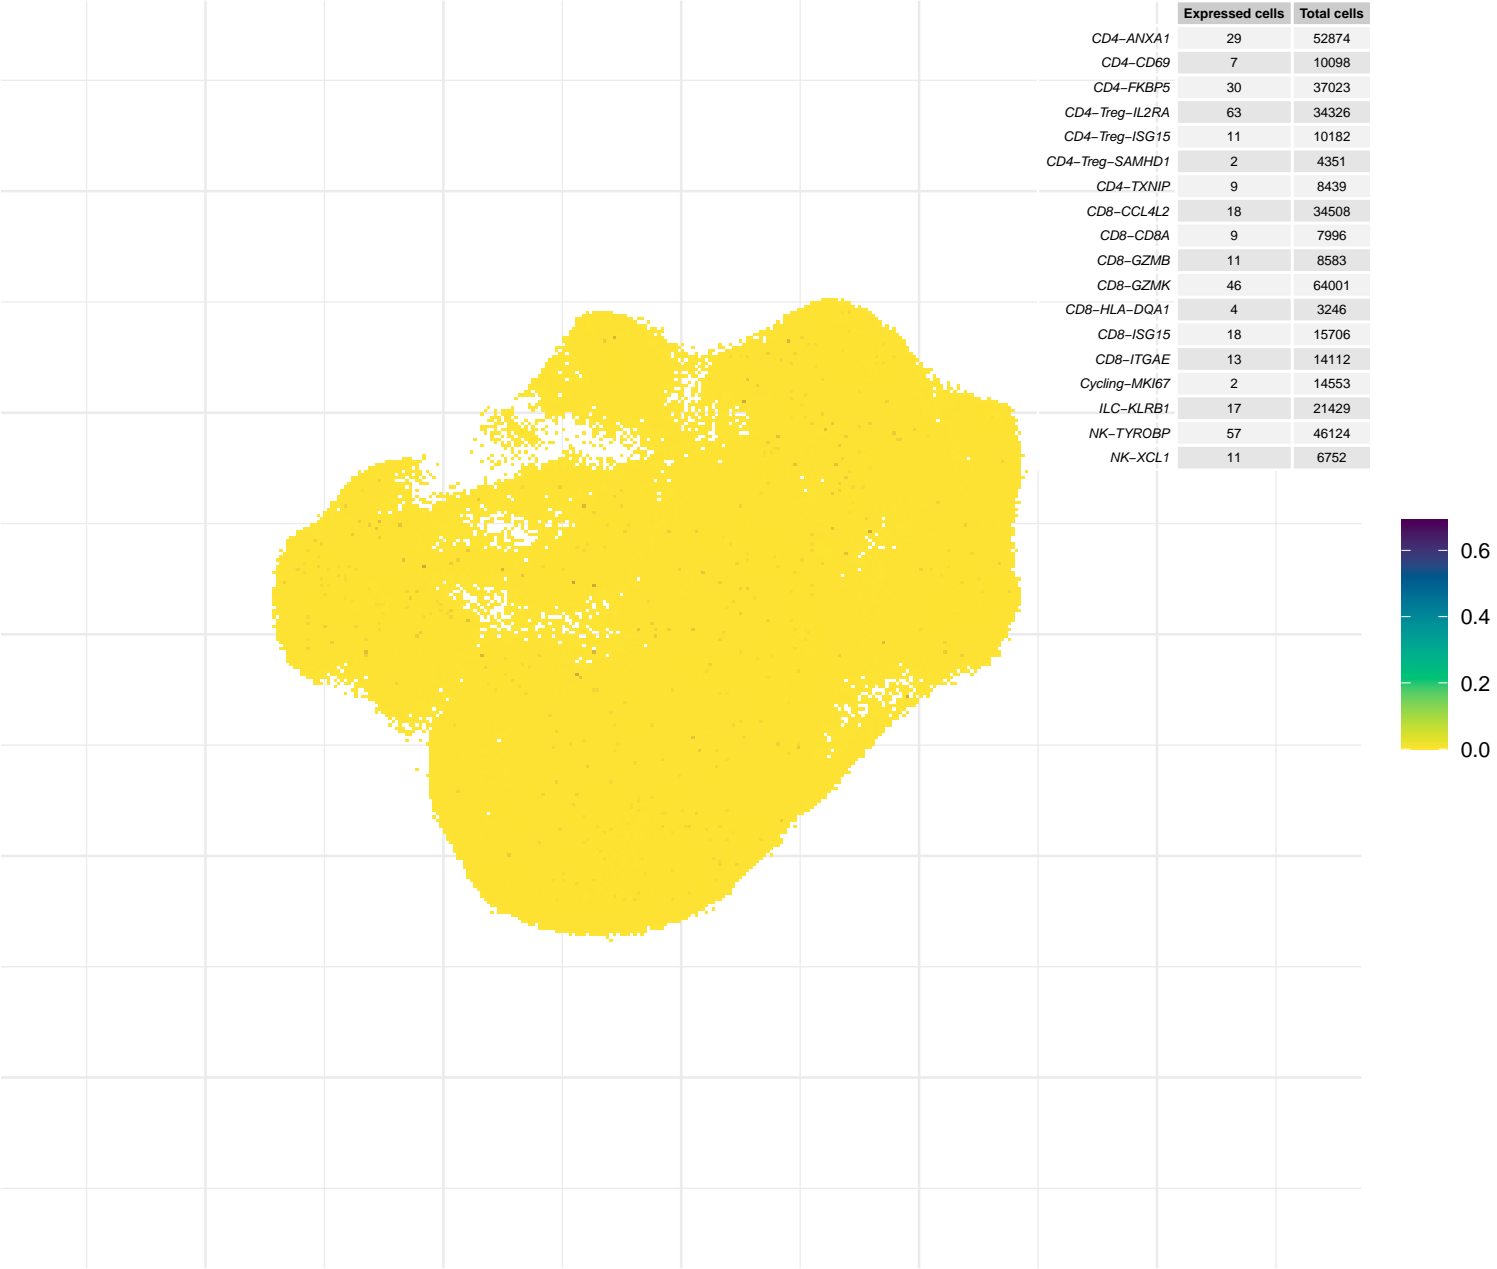 Expressed cells Total cells
CD4−ANXA1 29 52874
CD4−CD69 7 10098
CD4−FKBP5 30 37023
CD4−Treg−IL2RA 63 34326
CD4−Treg−ISG15 11 10182
CD4−Treg−SAMHD1 2 4351
CD4−TXNIP 9 8439
CD8−CCL4L2 18 34508
CD8−CD8A 9 7996
CD8−GZMB 11 8583
CD8−GZMK 46 64001
CD8−HLA−DQA1 4 3246
CD8−ISG15 18 15706
CD8−ITGAE 13 14112
Cycling−MKI67 2 14553
ILC−KLRB1 17 21429
NK−TYROBP 57 46124
NK−XCL1 11 6752
0.6
0.4
0.2
0.0